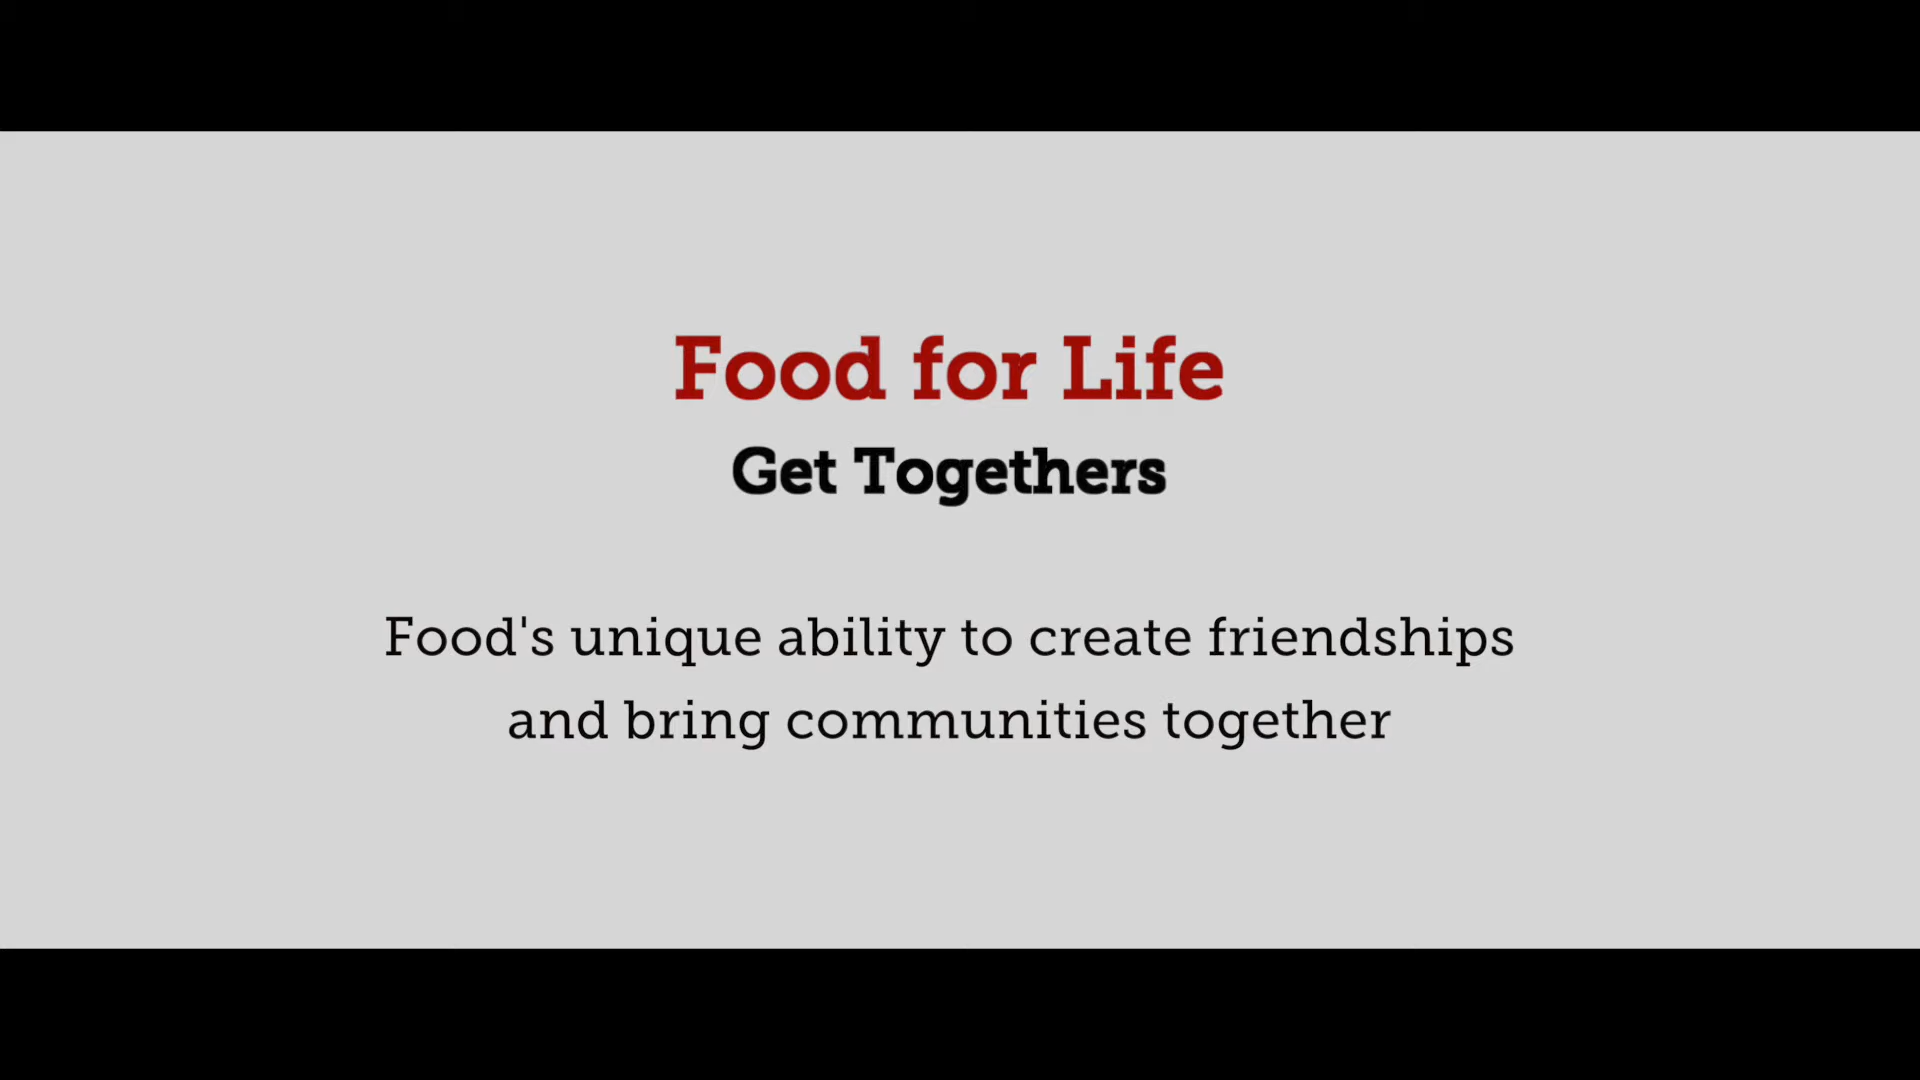 Food for Life
Get Togethers
Food's unique ability to create friendships
and bring communities together